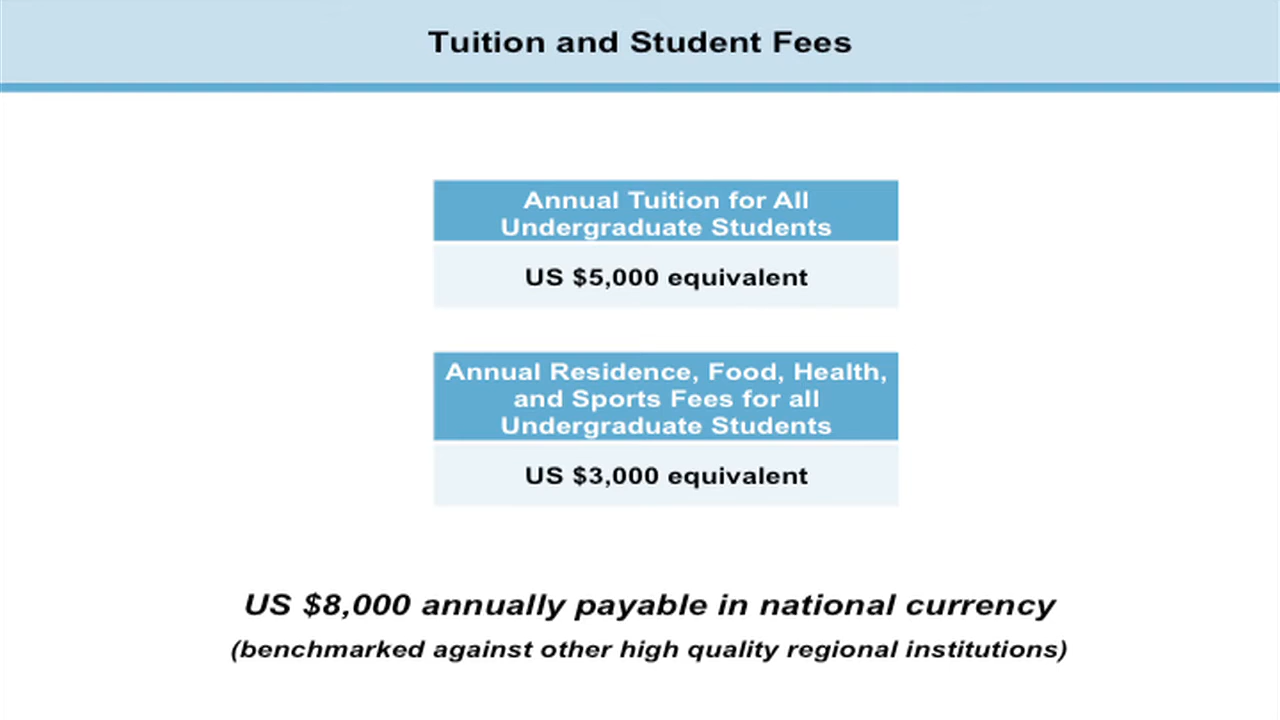 Tuition and Student Fees
Annual Tuition for All
Undergraduate Students
US $5,000 equivalent
Annual Residence, Food, Health,
and Sports Fees for all
Undergraduate Students
US $3,000 equivalent
US $8,000 annually payable in national currency
(benchmarked against other high quality regional institutions)